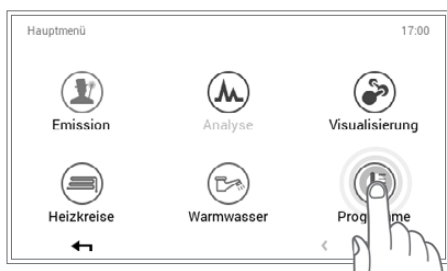 Hauptmenü 17:00
Emission Analyse Visualisierung
Heizkreise Warmwasser